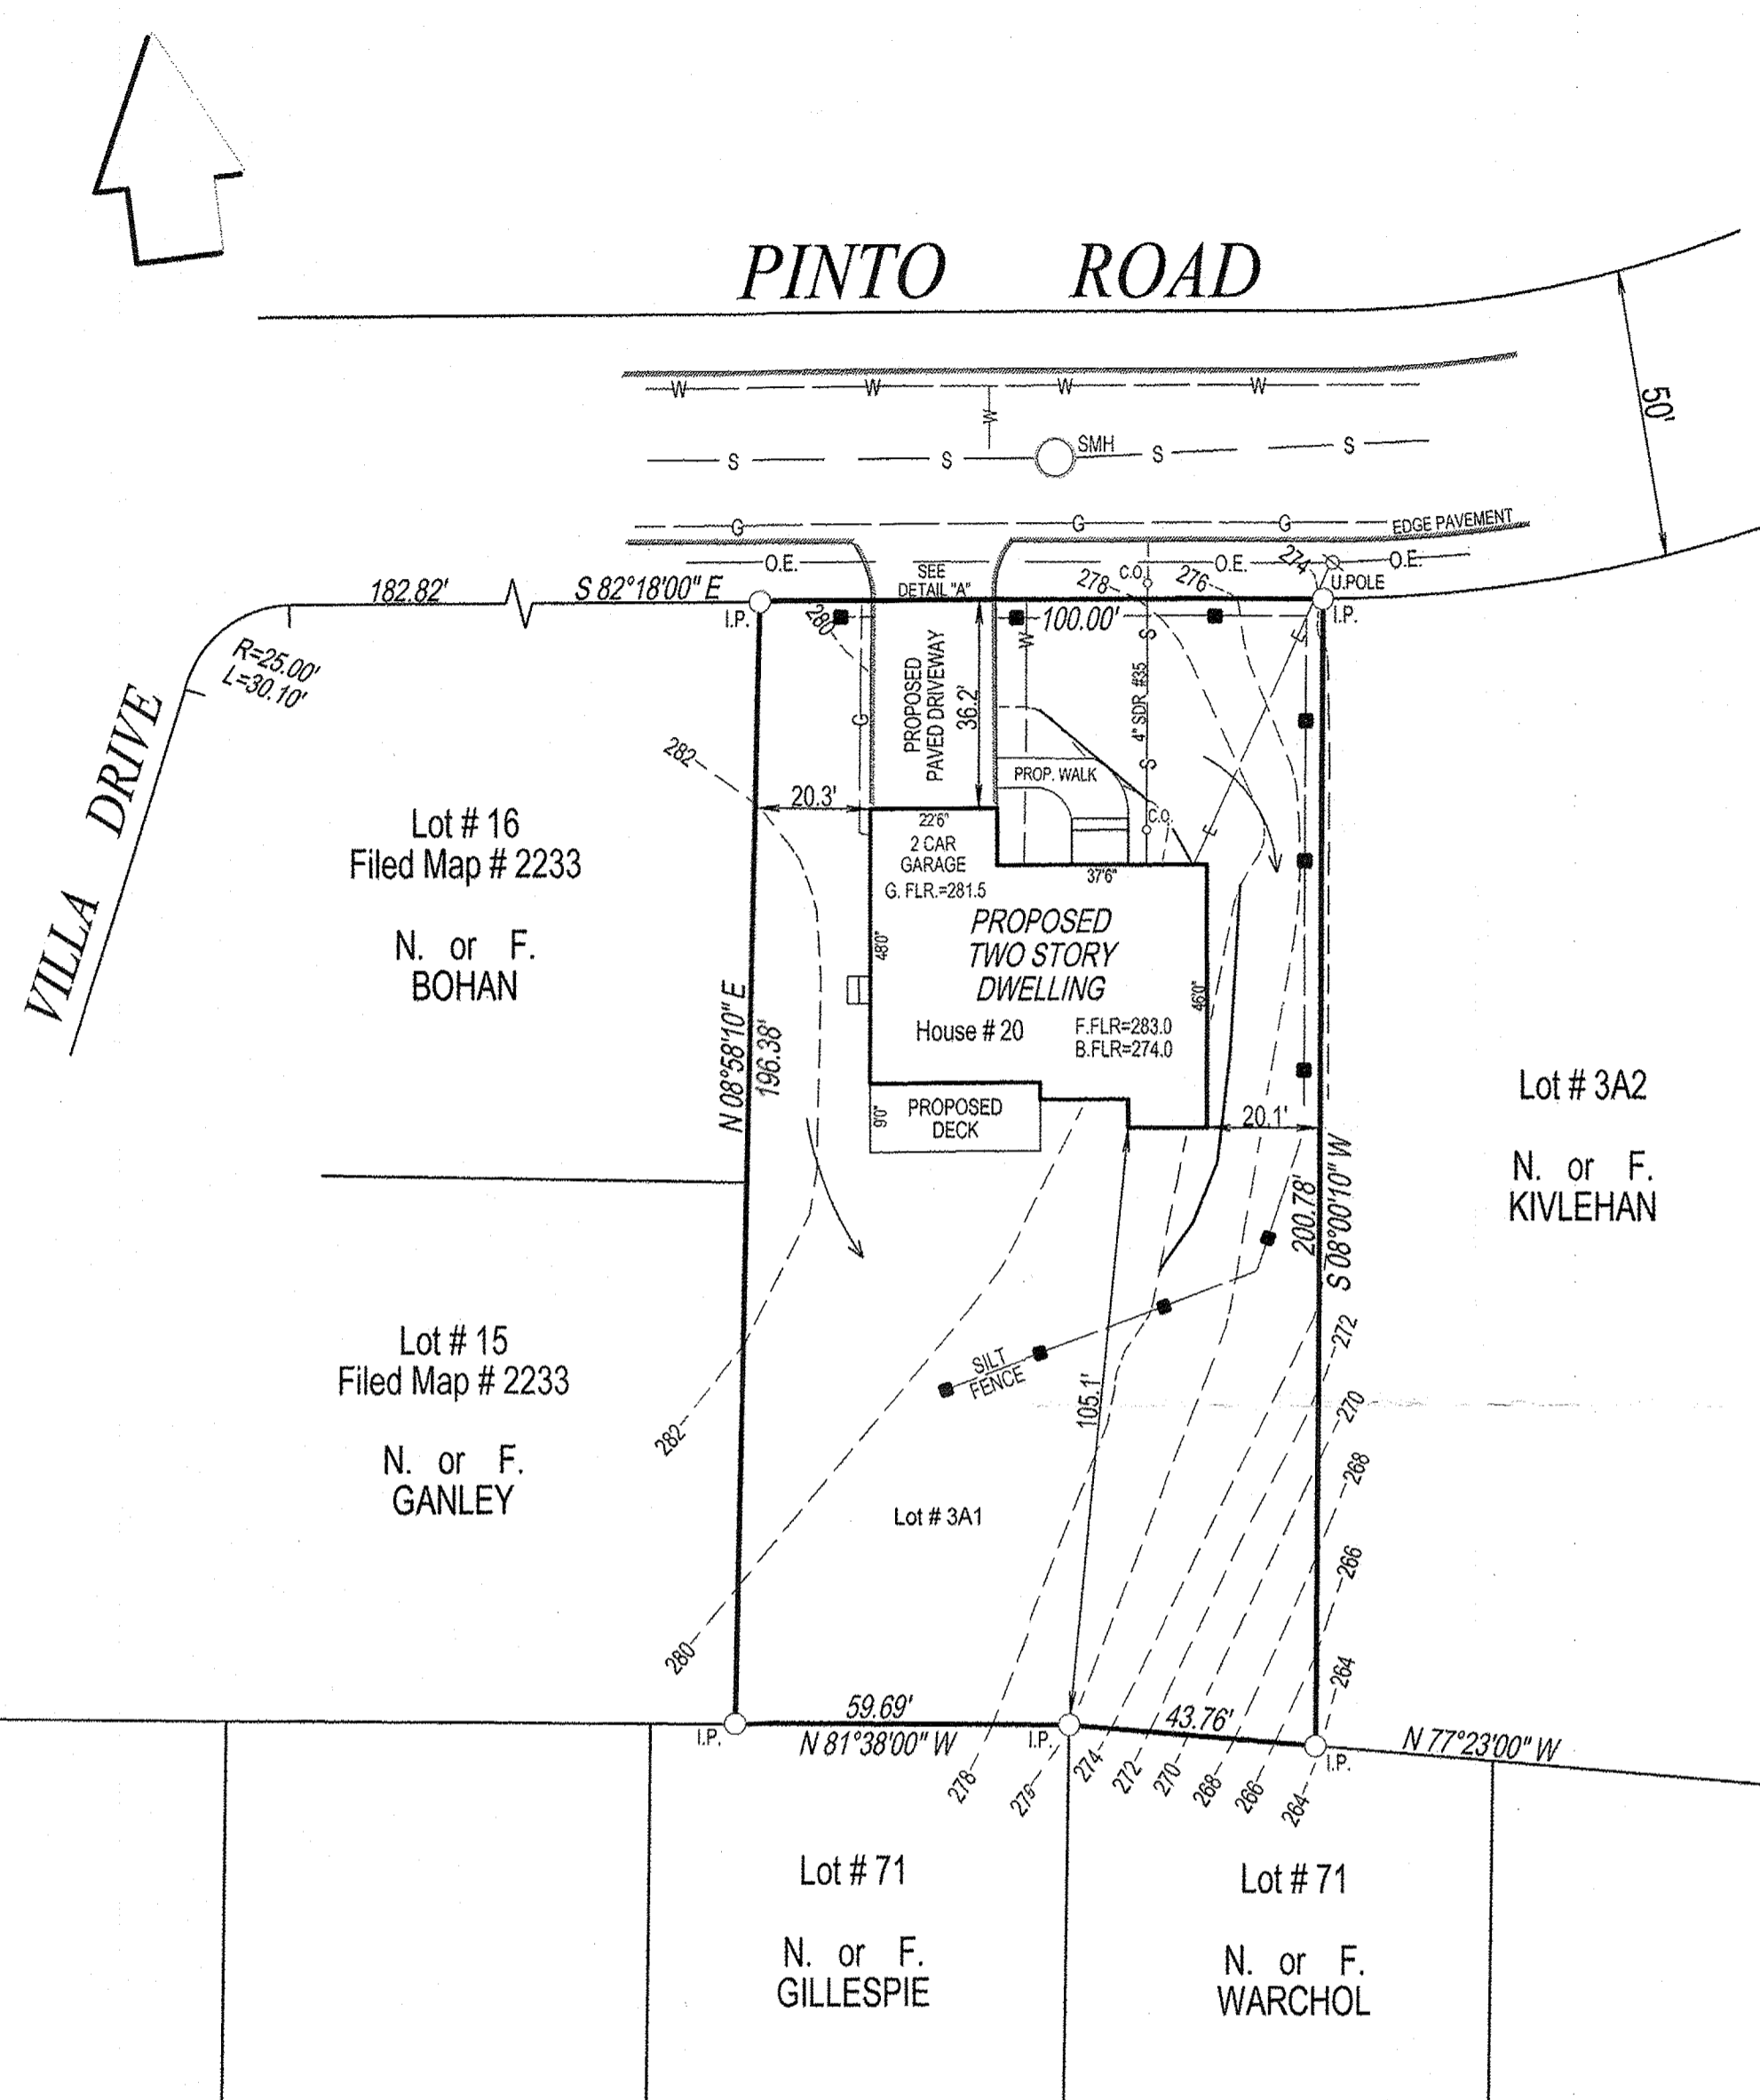 PINTO ROAD
50'
W W W W
W
S S SMH S S
G G G EDGE PAVEMENT
O.E. SEE O.E. O.E.
DETAIL "A"
278 C.O. 276 274
U.POLE
182.82' S 82°18'00" E
I.P. 100.00' I.P.
280
R=25.00'
L=30.10'
VILLA DRIVE
PROPOSED
PAVED DRIVEWAY
36.2'
G
W
4" SDR #35
S
S
E
E
PROP. WALK
C.O.
282
20.3'
22'6"
2 CAR
GARAGE
G. FLR.=281.5
37'6"
48'0"
46'0"
PROPOSED
TWO STORY
DWELLING
House # 20
F.FLR=283.0
B.FLR=274.0
PROPOSED
DECK
9'0"
20.1'
Lot # 16
Filed Map # 2233
N. or F.
BOHAN
N 08°58'10" E
196.38'
Lot # 3A2
N. or F.
KIVLEHAN
200.78'
S 08°00'10" W
Lot # 15
Filed Map # 2233
N. or F.
GANLEY
282
SILT
FENCE
105.1'
Lot # 3A1
272
270
268
266
264
280
59.69'
I.P. N 81°38'00" W I.P.
43.76'
I.P.
N 77°23'00" W
278 276 274 272 270 268 266 264
Lot # 71
N. or F.
GILLESPIE
Lot # 71
N. or F.
WARCHOL